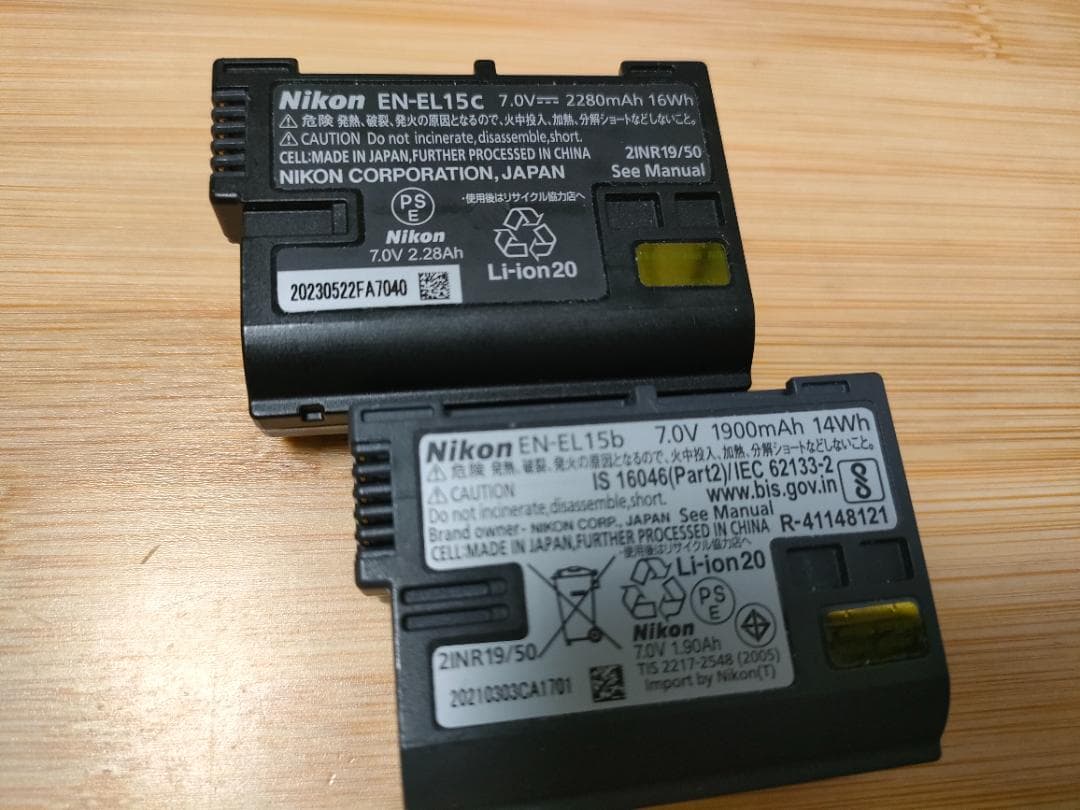 Nikon EN-EL15c 7.0V⎓ 2280mAh 16Wh
⚠危険 発熱、破裂、発火の原因となるので、火中投入、加熱、分解ショートなどしないこと。
⚠CAUTION Do not incinerate,disassemble,short.
CELL:MADE IN JAPAN,FURTHER PROCESSED IN CHINA 2INR19/50
NIKON CORPORATION, JAPAN See Manual
PSE
・使用後はリサイクル協力店へ
Nikon
7.0V 2.28Ah
Li-ion20
20230522FA7040
Nikon EN-EL15b 7.0V 1900mAh 14Wh
⚠危険 発熱、破裂、発火の原因となるので、火中投入、加熱、分解ショートなどしないこと。
⚠CAUTION IS 16046(Part2)/IEC 62133-2
Do not incinerate,disassemble,short. www.bis.gov.in
Brand owner- NIKON CORP., JAPAN See Manual
CELL:MADE IN JAPAN,FURTHER PROCESSED IN CHINA R-41148121
・使用後はリサイクル協力店へ
Li-ion20
PSE
Nikon
2INR19/50 7.0V 1.90Ah
TIS 2217-2548 (2005)
20210303CA1701 Import by Nikon(T)